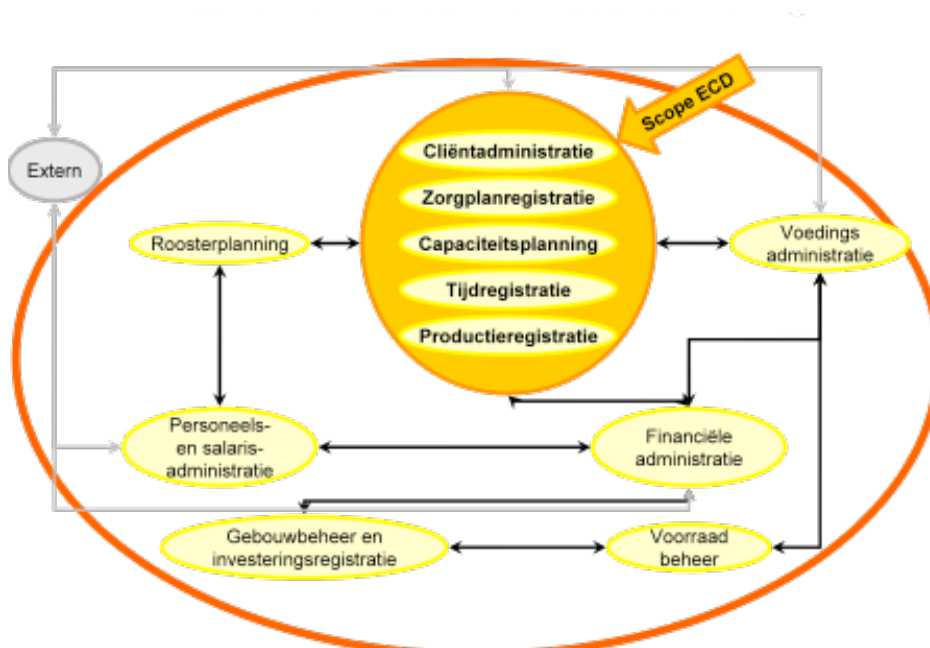 Scope ECD
Extern
Cliëntadministratie
Zorgplanregistratie
Capaciteitsplanning
Tijdregistratie
Productieregistratie
Roosterplanning
Voedings
administratie
Personeels-
en salaris-
administratie
Financiële
administratie
Gebouwbeheer en
investeringsregistratie
Voorraad
beheer